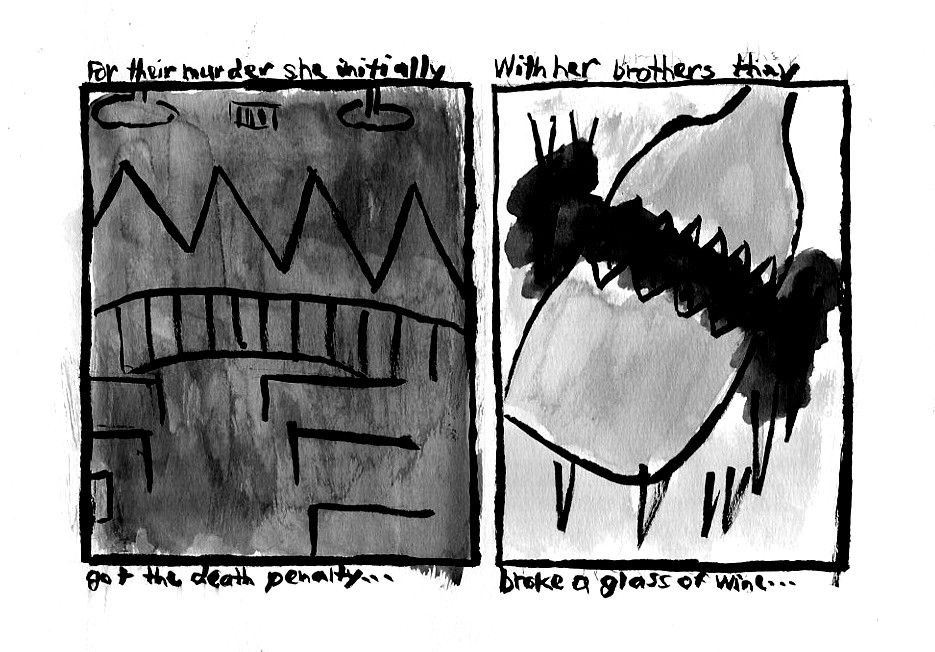 For their murder she initially
got the death penalty...
With her brothers they
broke a glass of wine...